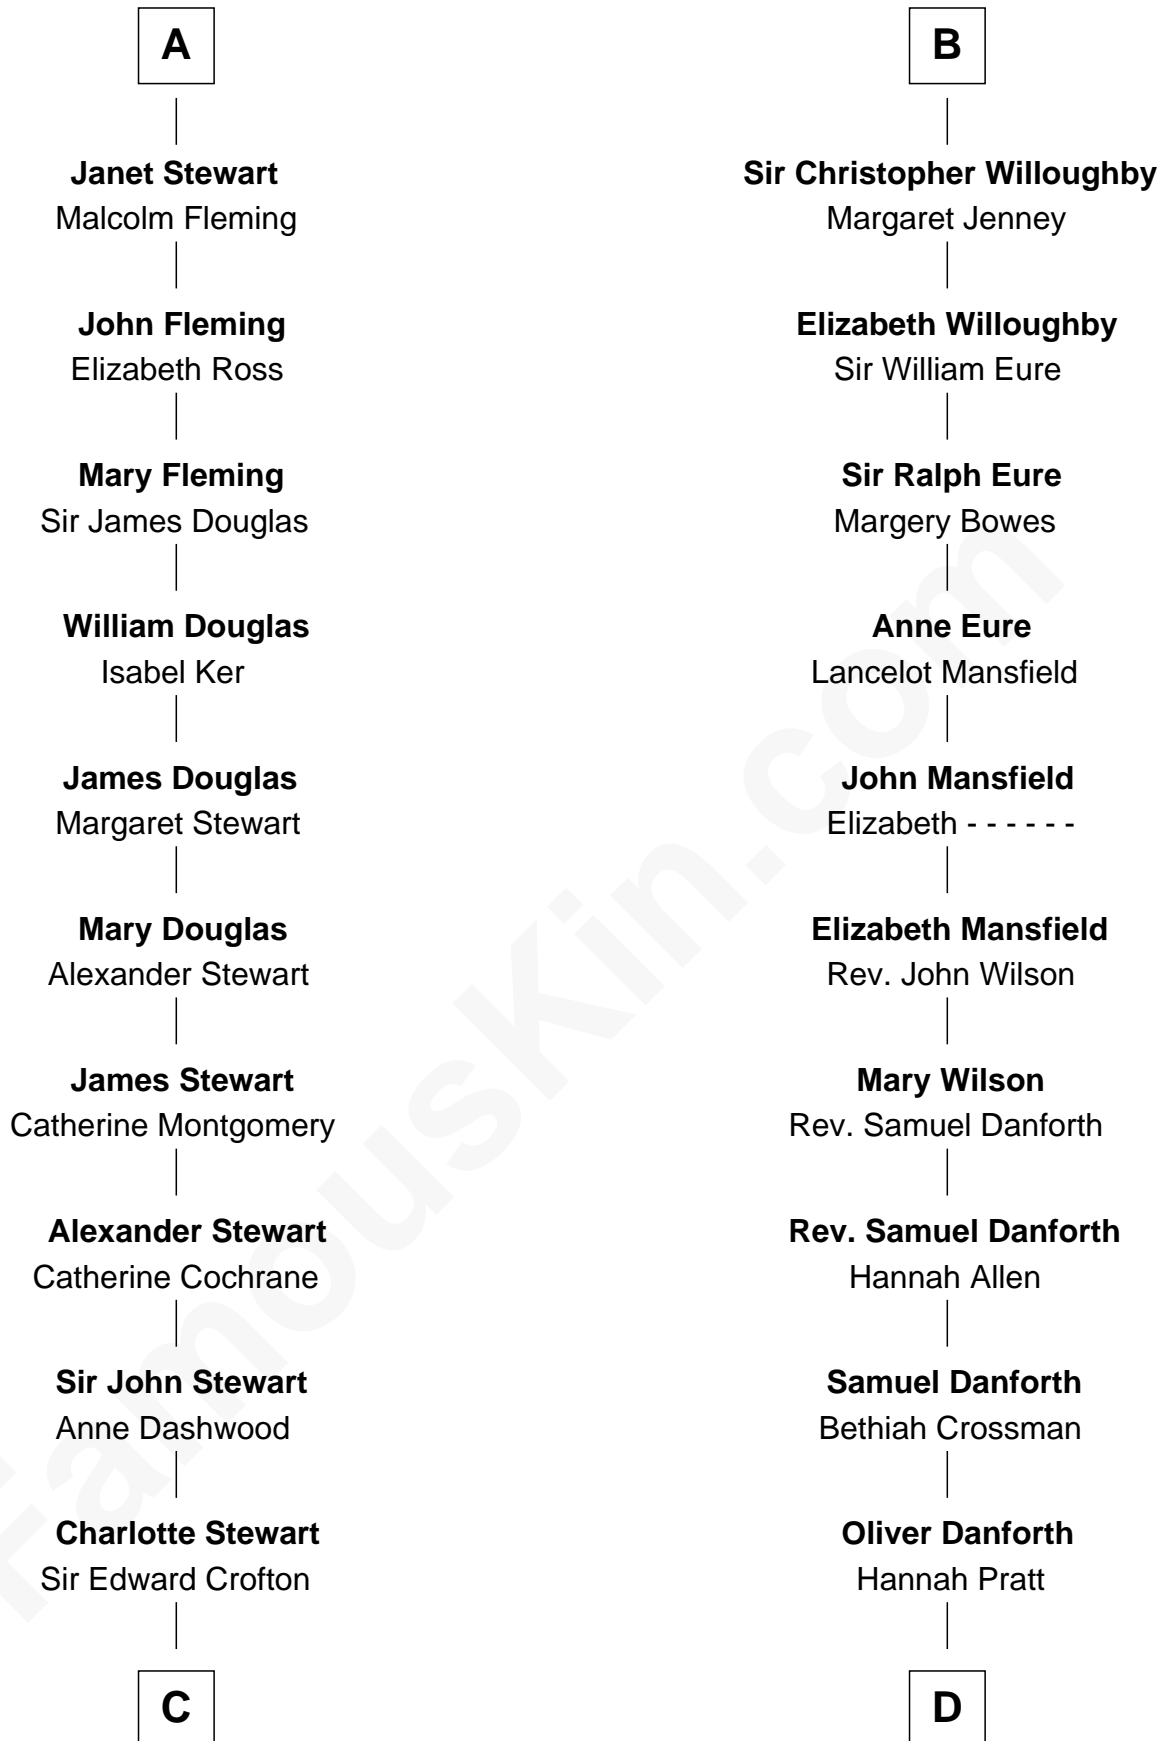 A
Janet Stewart
Malcolm Fleming
John Fleming
Elizabeth Ross
Mary Fleming
Sir James Douglas
William Douglas
Isabel Ker
James Douglas
Margaret Stewart
Mary Douglas
Alexander Stewart
James Stewart
Catherine Montgomery
Alexander Stewart
Catherine Cochrane
Sir John Stewart
Anne Dashwood
Charlotte Stewart
Sir Edward Crofton
C
B
Sir Christopher Willoughby
Margaret Jenney
Elizabeth Willoughby
Sir William Eure
Sir Ralph Eure
Margery Bowes
Anne Eure
Lancelot Mansfield
John Mansfield
Elizabeth - - - - - -
Elizabeth Mansfield
Rev. John Wilson
Mary Wilson
Rev. Samuel Danforth
Rev. Samuel Danforth
Hannah Allen
Samuel Danforth
Bethiah Crossman
Oliver Danforth
Hannah Pratt
D
FamousKin.com